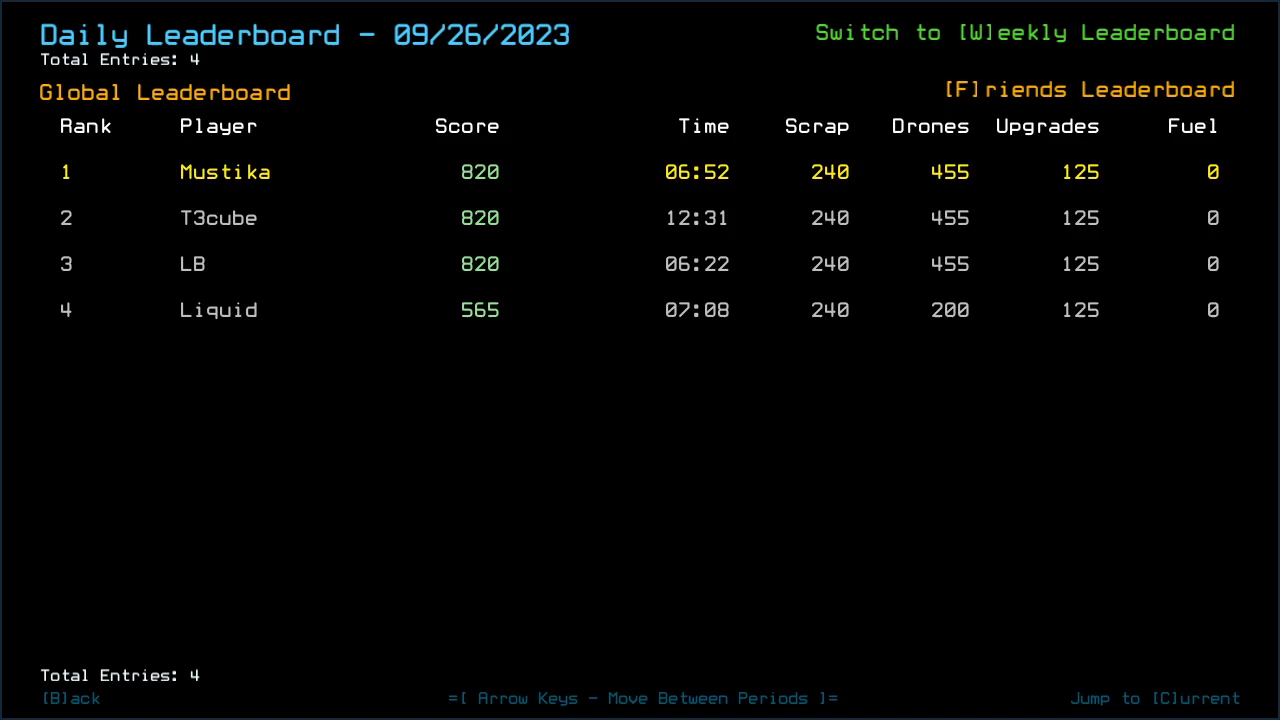 Daily Leaderboard - 09/26/2023 Switch to [W]eekly Leaderboard
Total Entries: 4
Global Leaderboard [F]riends Leaderboard
Rank Player Score Time Scrap Drones Upgrades Fuel
1 Mustika 820 06:52 240 455 125 0
2 T3cube 820 12:31 240 455 125 0
3 LB 820 06:22 240 455 125 0
4 Liquid 565 07:08 240 200 125 0
Total Entries: 4
[B]ack =[ Arrow Keys - Move Between Periods ]= Jump to [C]urrent